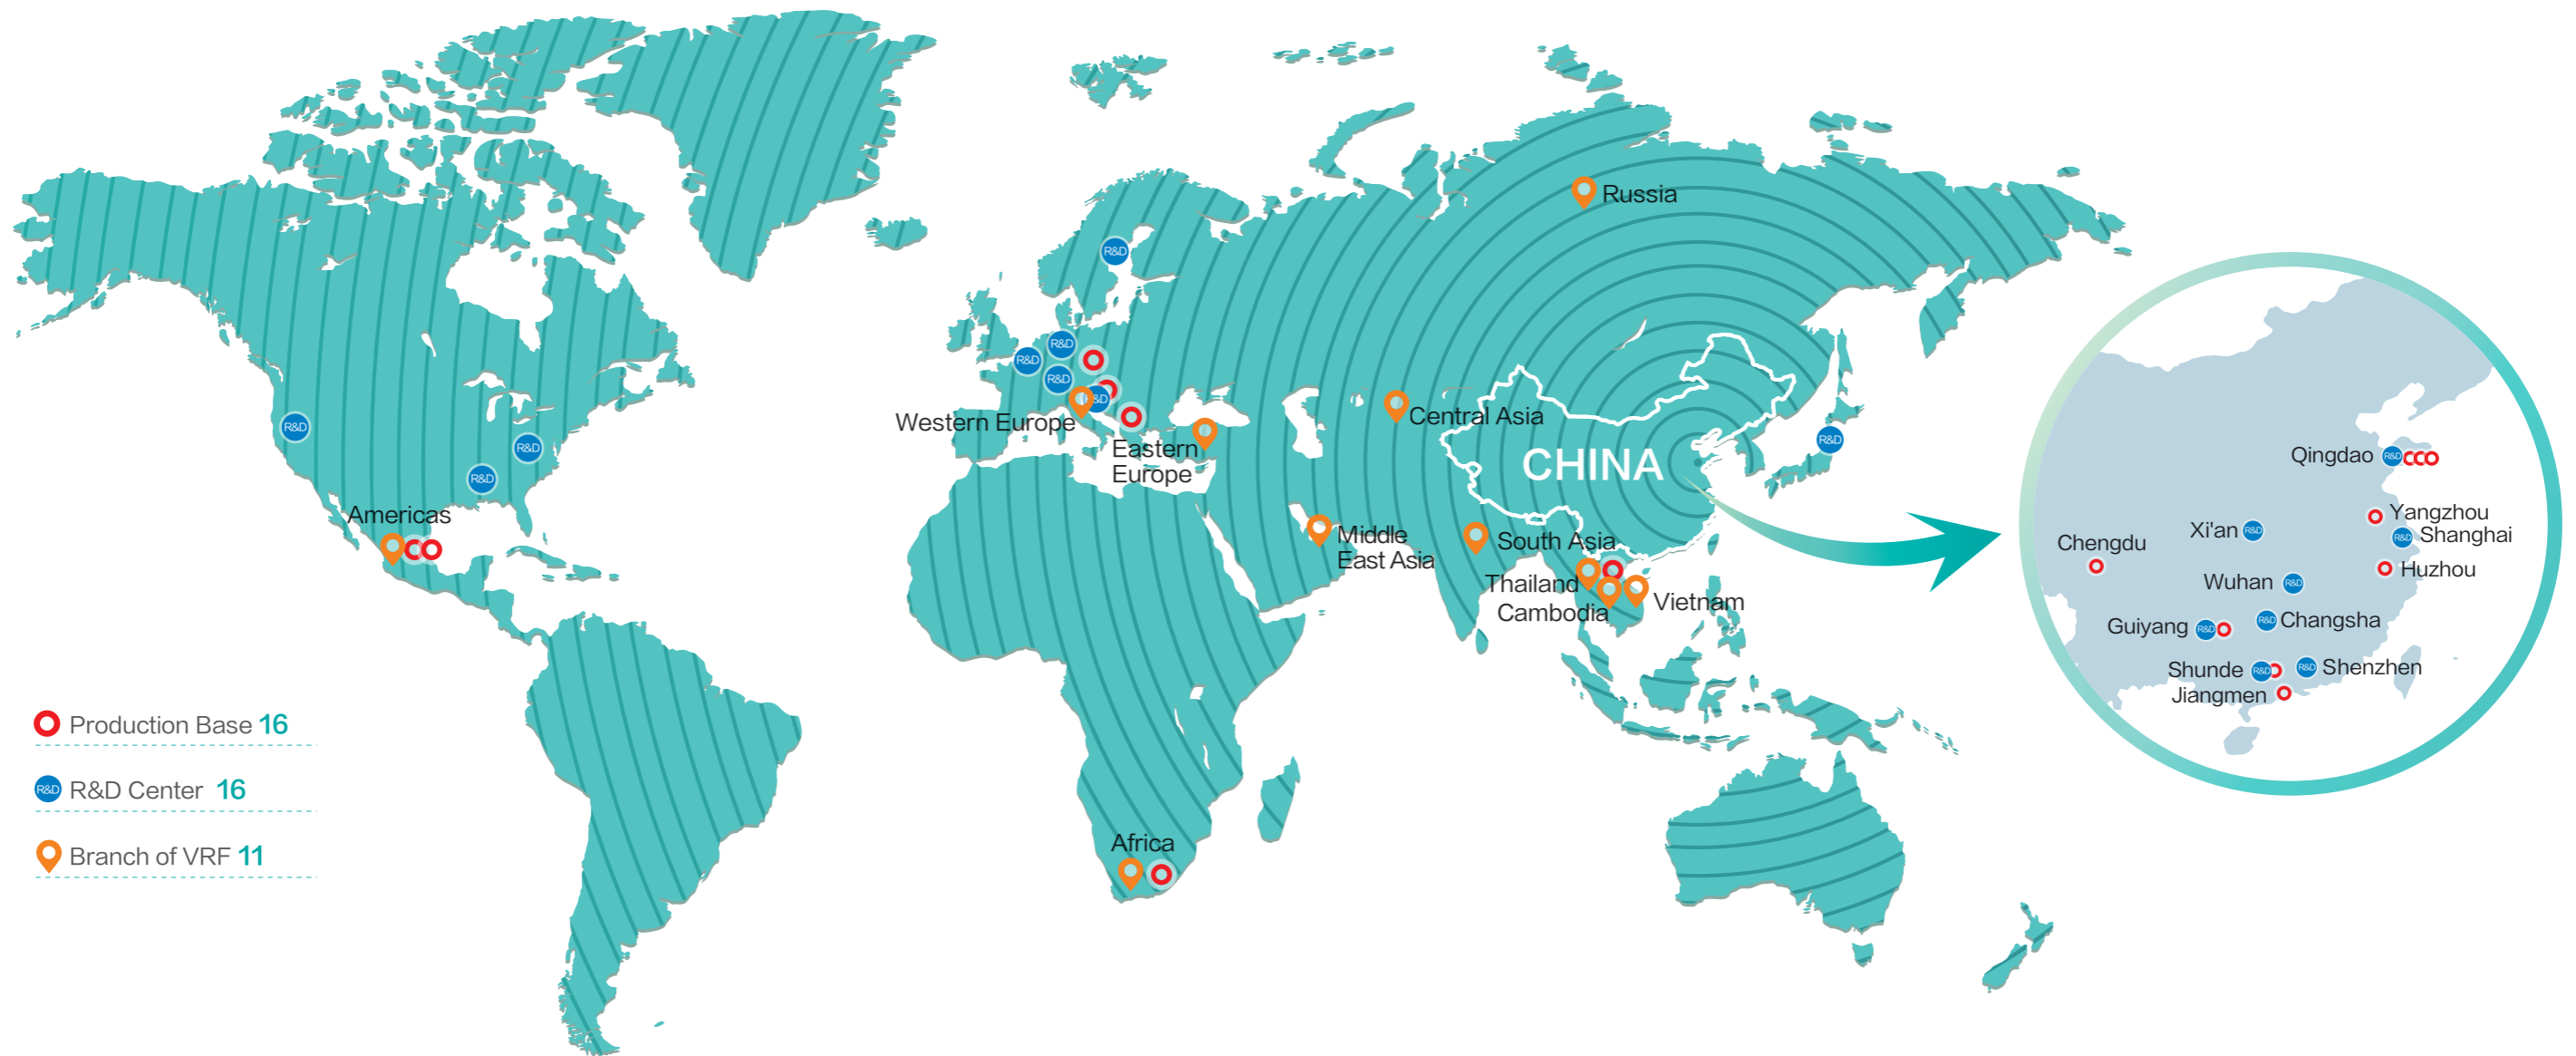 Russia
R&D
R&D
R&D
R&D
R&D
Western Europe
Eastern
Europe
Central Asia
CHINA
R&D
R&D
R&D
R&D
Americas
Middle
East Asia
South Asia
Thailand
Cambodia
Vietnam
Africa
Qingdao R&D
Yangzhou
Xi'an R&D
R&D Shanghai
Chengdu
Huzhou
Wuhan R&D
R&D Changsha
Guiyang R&D
Shunde R&D
R&D Shenzhen
Jiangmen
Production Base 16
R&D R&D Center 16
Branch of VRF 11